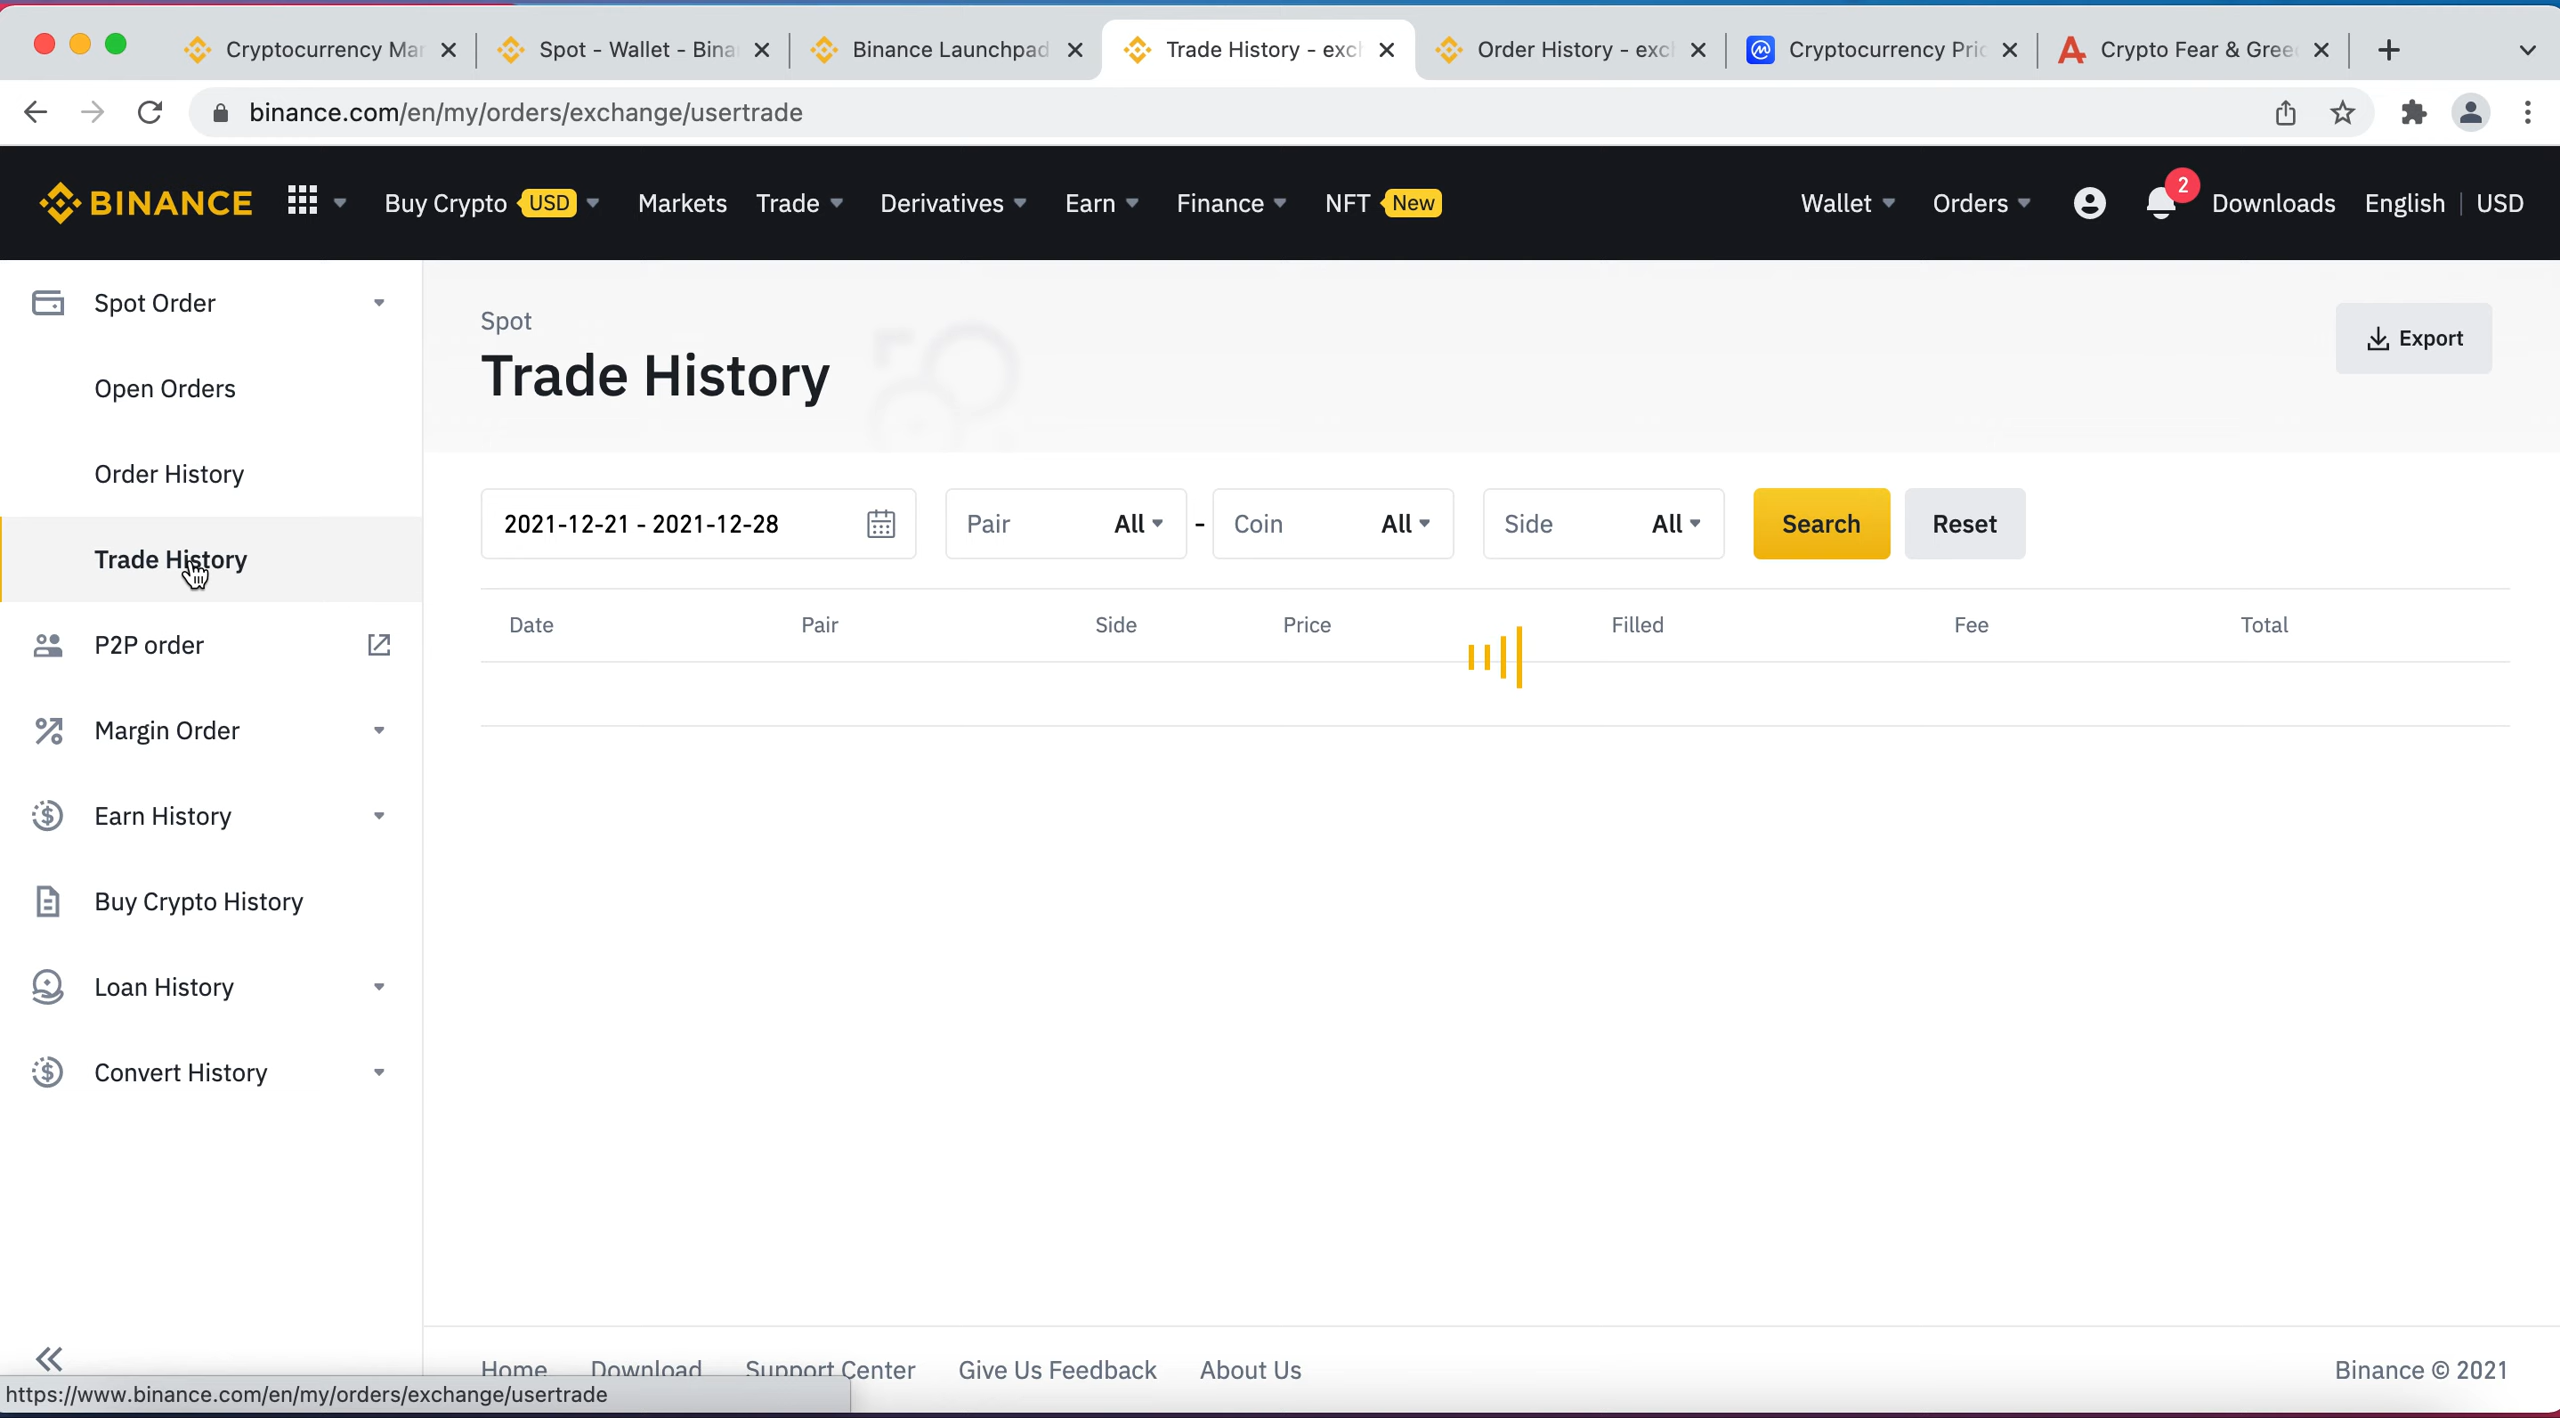 Cryptocurrency Mar
Spot - Wallet - Bina
Binance Launchpad
Trade History - exch
Order History - exch
Cryptocurrency Pric
Crypto Fear & Gree
binance.com/en/my/orders/exchange/usertrade
BINANCE
Buy Crypto USD
Markets
Trade
Derivatives
Earn
Finance
NFT New
Wallet
Orders
2
Downloads
English
USD
Spot Order
Open Orders
Order History
Trade History
P2P order
Margin Order
Earn History
Buy Crypto History
Loan History
Convert History
Spot
Trade History
Export
2021-12-21 - 2021-12-28
Pair All
-
Coin All
Side All
Search
Reset
Date Pair Side Price Filled Fee Total
Home Download Support Center Give Us Feedback About Us
Binance © 2021
https://www.binance.com/en/my/orders/exchange/usertrade